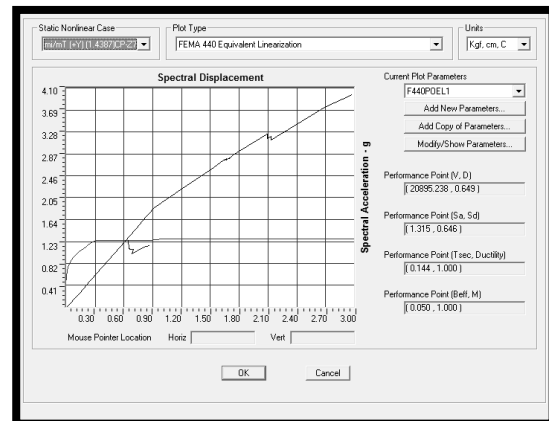 Static Nonlinear Case
Plot Type
Units
FEMA 440 Equivalent Linearization
Kgf, cm, C
Spectral Displacement
Current Plot Parameters
F440POEL1
Add New Parameters...
Add Copy of Parameters...
Modify/Show Parameters...
4.10
3.69
3.28
2.87
2.46
2.05
1.64
1.23
0.82
0.41
Spectral Acceleration - g
Performance Point (V, D)
( 20895.238 , 0.649 )
Performance Point (Sa, Sd)
( 1.315 , 0.646 )
Performance Point (Tsec, Ductility)
( 0.144 , 1.000 )
Performance Point (Beff, M)
( 0.050 , 1.000 )
0.30 0.60 0.90 1.20 1.50 1.80 2.10 2.40 2.70 3.00
Mouse Pointer Location Horiz Vert
OK Cancel